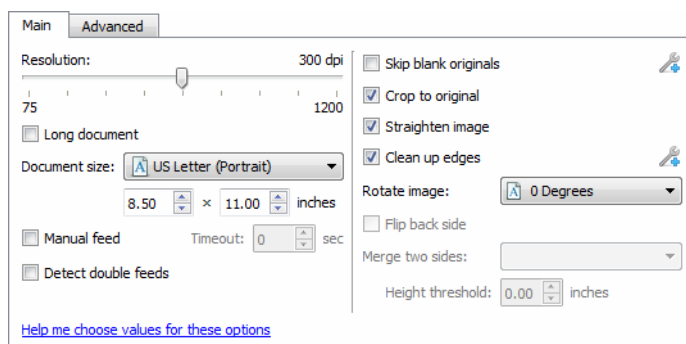 Main
Advanced
Resolution: 300 dpi
75 1200
Long document
Document size: US Letter (Portrait)
8.50 × 11.00 inches
Manual feed Timeout: 0 sec
Detect double feeds
Help me choose values for these options
Skip blank originals
Crop to original
Straighten image
Clean up edges
Rotate image: 0 Degrees
Flip back side
Merge two sides:
Height threshold: 0.00 inches